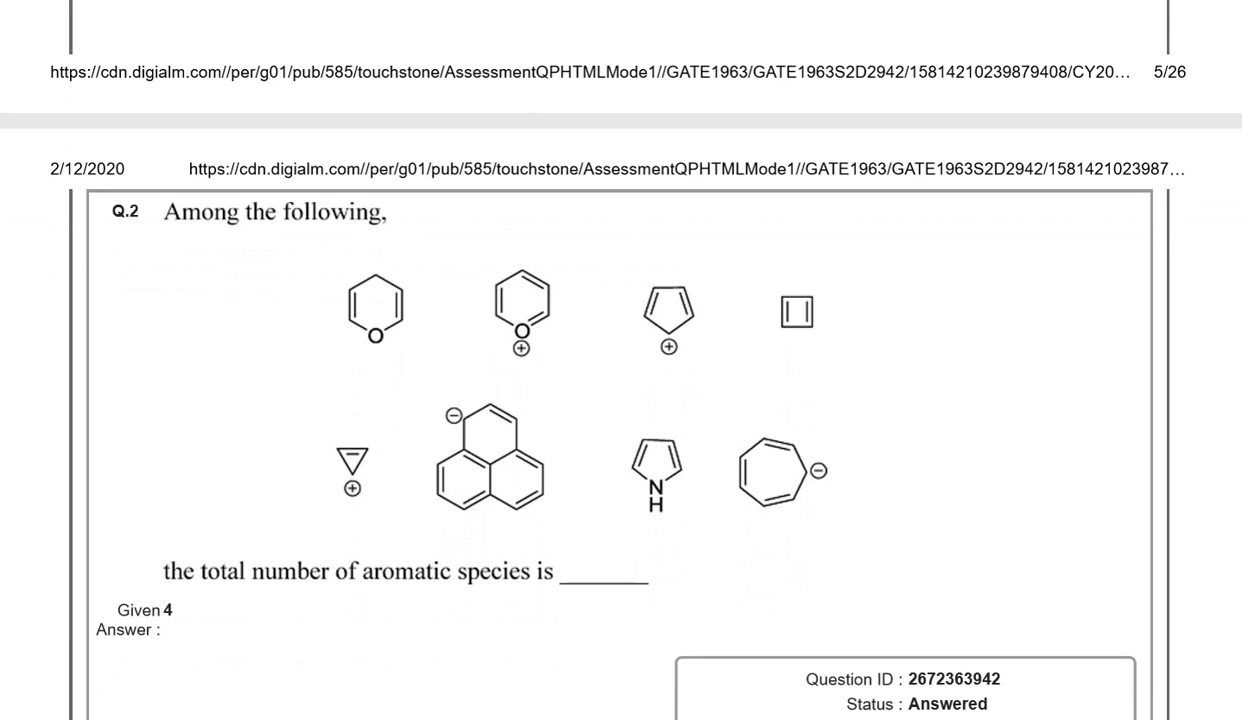 https://cdn.digialm.com//per/g01/pub/585/touchstone/AssessmentQPHTMLMode1//GATE1963/GATE1963S2D2942/15814210239879408/CY20… 5/26
2/12/2020 https://cdn.digialm.com//per/g01/pub/585/touchstone/AssessmentQPHTMLMode1//GATE1963/GATE1963S2D2942/1581421023987…
Q.2 Among the following,
O
O
⊕
⊕
⊖
⊕
N
H
⊖
the total number of aromatic species is ________
Given 4
Answer :
Question ID : 2672363942
Status : Answered